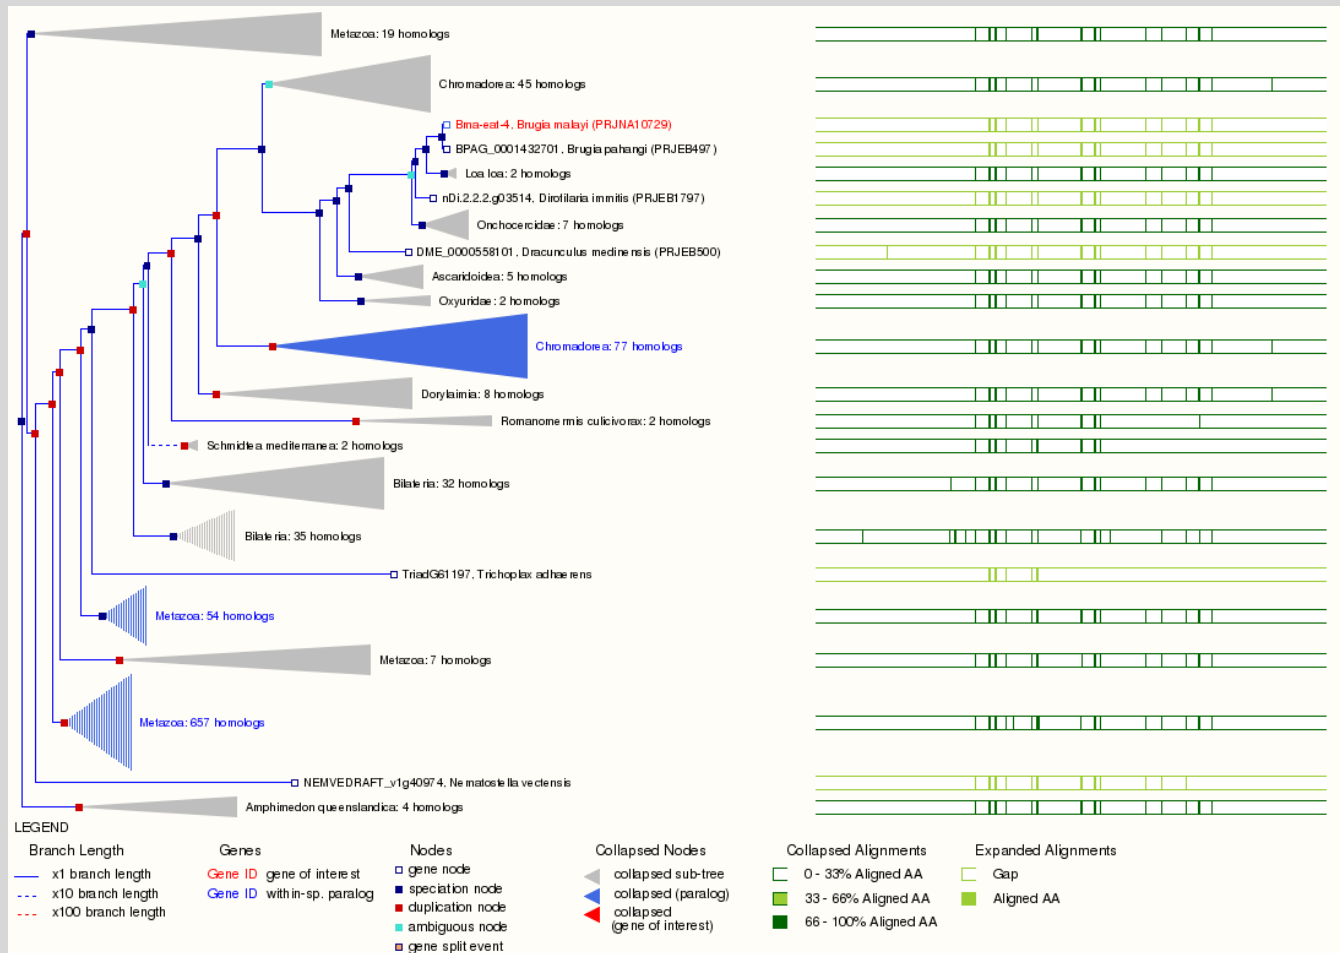 Metazoa: 19 homologs
Chromadorea: 45 homologs
Bma-eat-4, Brugia malayi (PRJNA10729)
BPAG_0001432701, Brugia pahangi (PRJEB497)
Loa loa: 2 homologs
nDi.2.2.2.g03514, Dirofilaria immitis (PRJEB1797)
Onchocercidae: 7 homologs
DME_0000558101, Dracunculus medinensis (PRJEB500)
Ascaridoidea: 5 homologs
Oxyuridae: 2 homologs
Chromadorea: 77 homologs
Dorylaimia: 8 homologs
Romanomermis culicivorax: 2 homologs
Schmidtea mediterranea: 2 homologs
Bilateria: 32 homologs
Bilateria: 35 homologs
TriadG61197, Trichoplax adhaerens
Metazoa: 54 homologs
Metazoa: 7 homologs
Metazoa: 657 homologs
NEMVEDRAFT_v1g40974, Nematostella vectensis
Amphimedon queenslandica: 4 homologs
LEGEND
Branch Length
x1 branch length
x10 branch length
x100 branch length
Genes
Gene ID gene of interest
Gene ID within-sp. paralog
Nodes
gene node
speciation node
duplication node
ambiguous node
gene split event
Collapsed Nodes
collapsed sub-tree
collapsed (paralog)
collapsed
(gene of interest)
Collapsed Alignments
0 - 33% Aligned AA
33 - 66% Aligned AA
66 - 100% Aligned AA
Expanded Alignments
Gap
Aligned AA